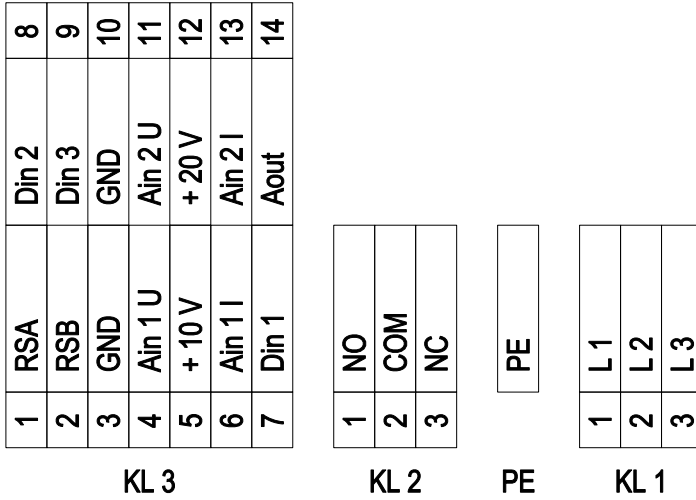 8 9 10 11 12 13 14
Din 2 Din 3 GND Ain 2 U + 20 V Ain 2 I Aout
RSA RSB GND Ain 1 U + 10 V Ain 1 I Din 1 NO COM NC PE L 1 L 2 L 3
1 2 3 4 5 6 7 1 2 3 1 2 3
KL 3 KL 2 PE KL 1